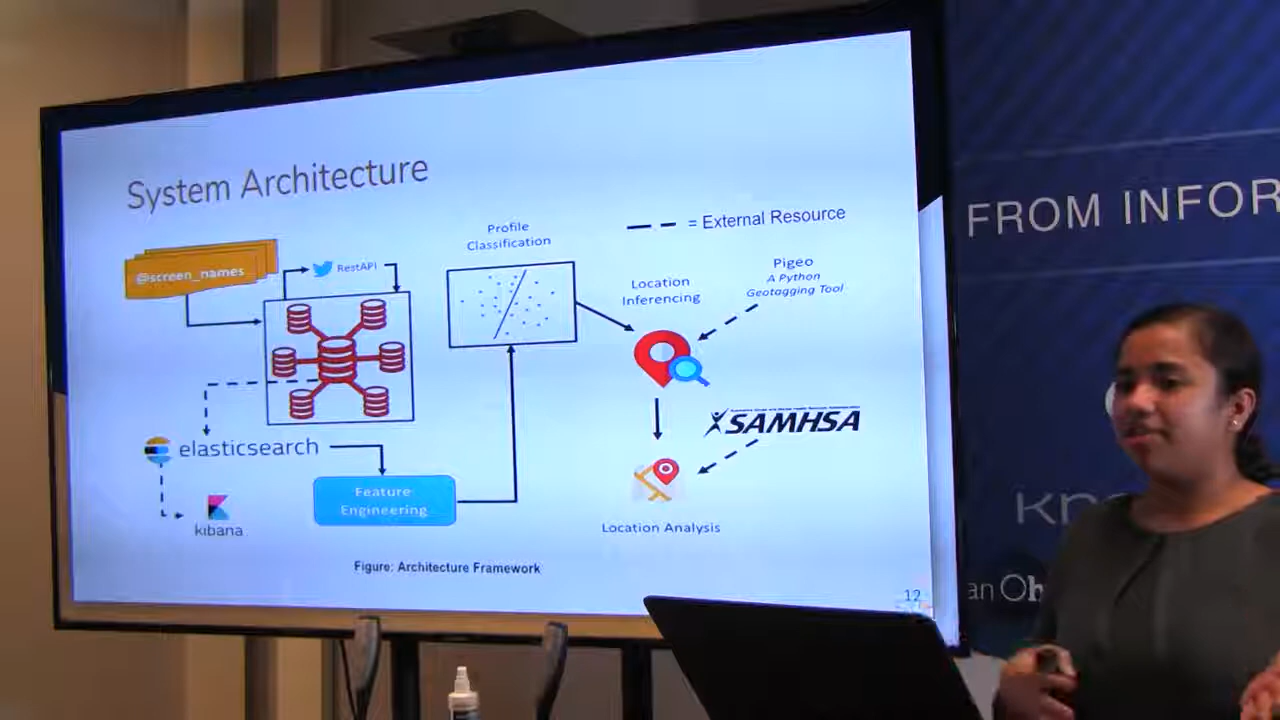 System Architecture
@screen_names
RestAPI
Profile
Classification
= External Resource
Location
Inferencing
Pigeo
A Python
Geotagging Tool
SAMHSA
elasticsearch
Feature
Engineering
kibana
Location Analysis
Figure: Architecture Framework
12
FROM INFOR
an Ob